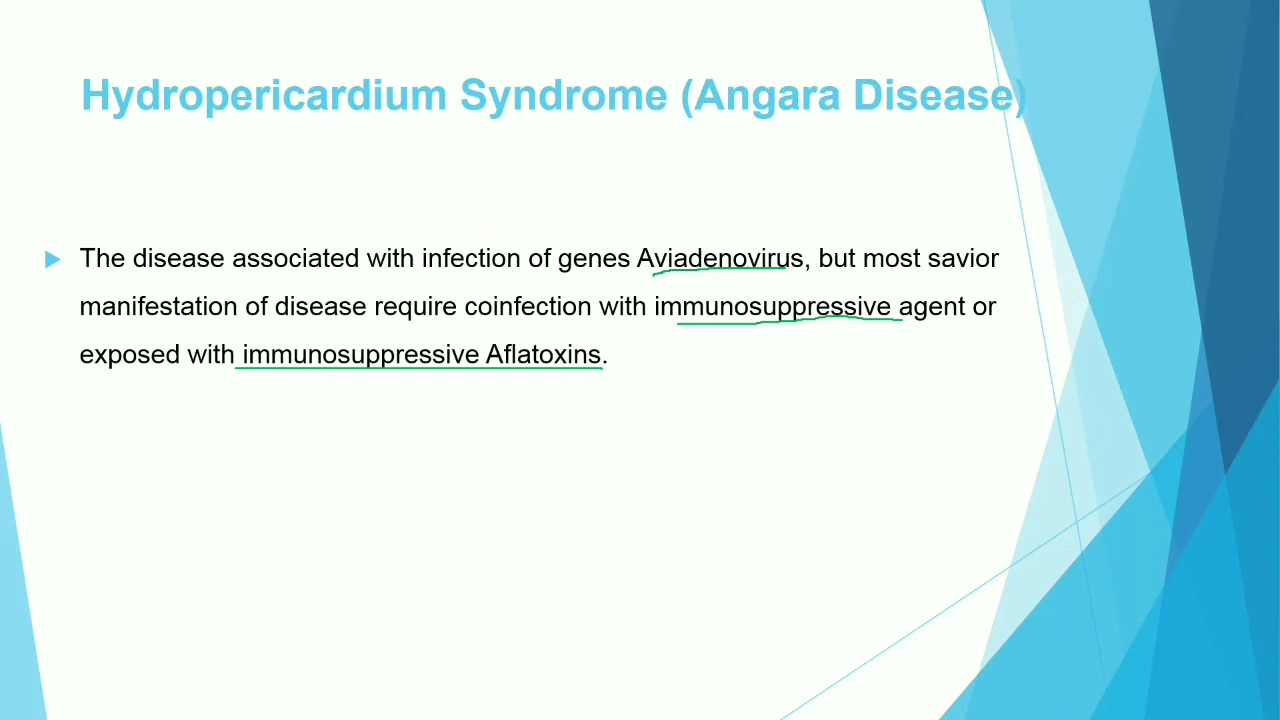 Hydropericardium Syndrome (Angara Disease)
The disease associated with infection of genes Aviadenovirus, but most savior
manifestation of disease require coinfection with immunosuppressive agent or
exposed with immunosuppressive Aflatoxins.